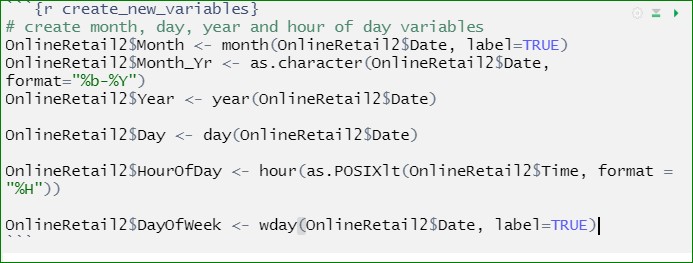 ```{r create_new_variables}
# create month, day, year and hour of day variables
OnlineRetail2$Month <- month(OnlineRetail2$Date, label=TRUE)
OnlineRetail2$Month_Yr <- as.character(OnlineRetail2$Date,
format="%b-%Y")
OnlineRetail2$Year <- year(OnlineRetail2$Date)
OnlineRetail2$Day <- day(OnlineRetail2$Date)
OnlineRetail2$HourOfDay <- hour(as.POSIXlt(OnlineRetail2$Time, format =
"%H"))
OnlineRetail2$DayOfWeek <- wday(OnlineRetail2$Date, label=TRUE)
```